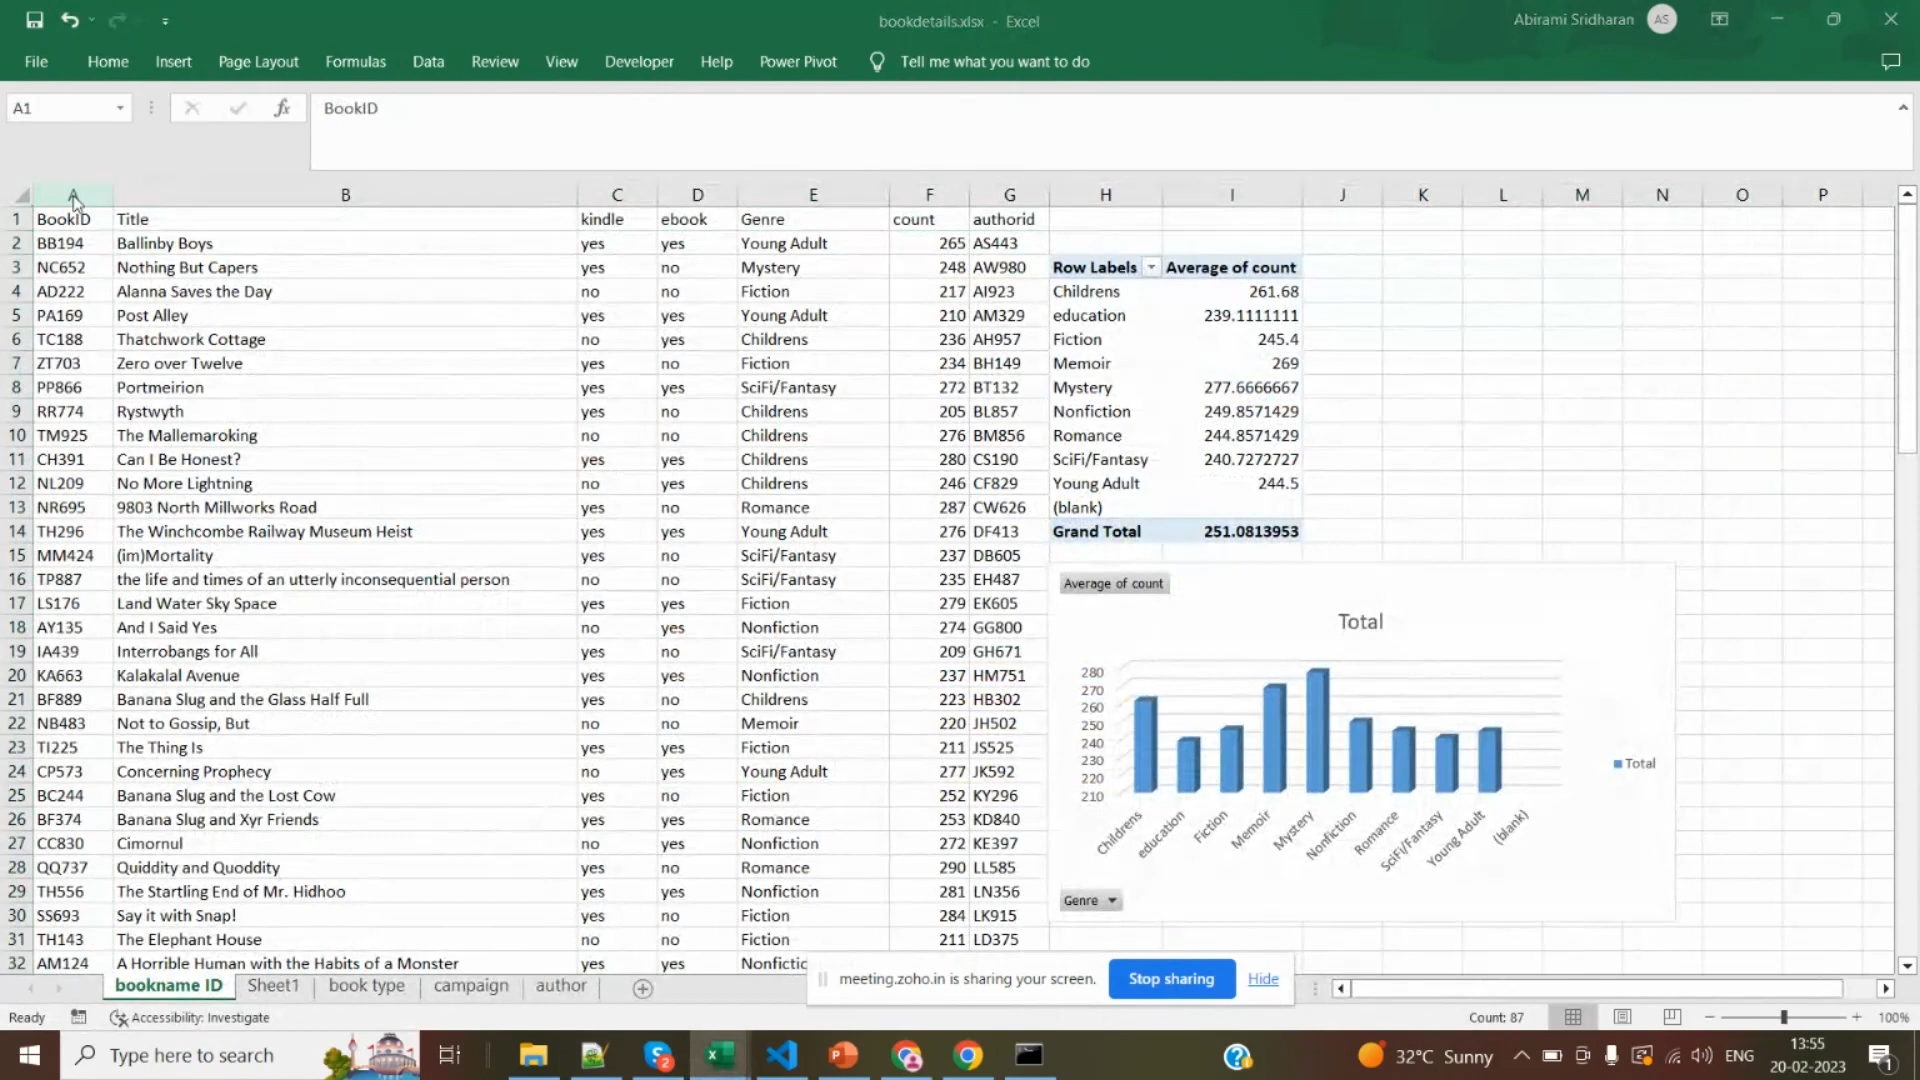 bookdetails.xlsx - Excel
Abirami Sridharan AS
File Home Insert Page Layout Formulas Data Review View Developer Help Power Pivot Tell me what you want to do
A1 fx BookID
A B C D E F G H I J K L M N O P
1 BookID Title kindle ebook Genre count authorid
2 BB194 Ballinby Boys yes yes Young Adult 265 AS443
3 NC652 Nothing But Capers yes no Mystery 248 AW980 Row Labels Average of count
4 AD222 Alanna Saves the Day no no Fiction 217 AI923 Childrens 261.68
5 PA169 Post Alley yes yes Young Adult 210 AM329 education 239.1111111
6 TC188 Thatchwork Cottage no yes Childrens 236 AH957 Fiction 245.4
7 ZT703 Zero over Twelve yes no Fiction 234 BH149 Memoir 269
8 PP866 Portmeirion yes yes SciFi/Fantasy 272 BT132 Mystery 277.6666667
9 RR774 Rystwyth yes no Childrens 205 BL857 Nonfiction 249.8571429
10 TM925 The Mallemaroking no no Childrens 276 BM856 Romance 244.8571429
11 CH391 Can I Be Honest? yes yes Childrens 280 CS190 SciFi/Fantasy 240.7272727
12 NL209 No More Lightning no yes Childrens 246 CF829 Young Adult 244.5
13 NR695 9803 North Millworks Road yes no Romance 287 CW626 (blank)
14 TH296 The Winchcombe Railway Museum Heist yes yes Young Adult 276 DF413 Grand Total 251.0813953
15 MM424 (im)Mortality yes no SciFi/Fantasy 237 DB605
16 TP887 the life and times of an utterly inconsequential person no no SciFi/Fantasy 235 EH487
17 LS176 Land Water Sky Space yes yes Fiction 279 EK605
18 AY135 And I Said Yes no yes Nonfiction 274 GG800
19 IA439 Interrobangs for All yes no SciFi/Fantasy 209 GH671
20 KA663 Kalakalal Avenue yes yes Nonfiction 237 HM751
21 BF889 Banana Slug and the Glass Half Full yes no Childrens 223 HB302
22 NB483 Not to Gossip, But no no Memoir 220 JH502
23 TI225 The Thing Is yes yes Fiction 211 JS525
24 CP573 Concerning Prophecy no yes Young Adult 277 JK592
25 BC244 Banana Slug and the Lost Cow yes no Fiction 252 KY296
26 BF374 Banana Slug and Xyr Friends yes yes Romance 253 KD840
27 CC830 Cimornul no yes Nonfiction 272 KE397
28 QQ737 Quiddity and Quoddity yes no Romance 290 LL585
29 TH556 The Startling End of Mr. Hidhoo yes yes Nonfiction 281 LN356
30 SS693 Say it with Snap! yes no Fiction 284 LK915
31 TH143 The Elephant House no no Fiction 211 LD375
32 AM124 A Horrible Human with the Habits of a Monster yes yes Nonfictic
Average of count
Total
280
270
260
250
240
230
220
210
Childrens education Fiction Memoir Mystery Nonfiction Romance SciFi/Fantasy Young Adult (blank)
Total
Genre
meeting.zoho.in is sharing your screen. Stop sharing Hide
bookname ID Sheet1 book type campaign author
Ready Accessibility: Investigate Count: 87 100%
Type here to search
2
32°C Sunny ENG
13:55
20-02-2023
1